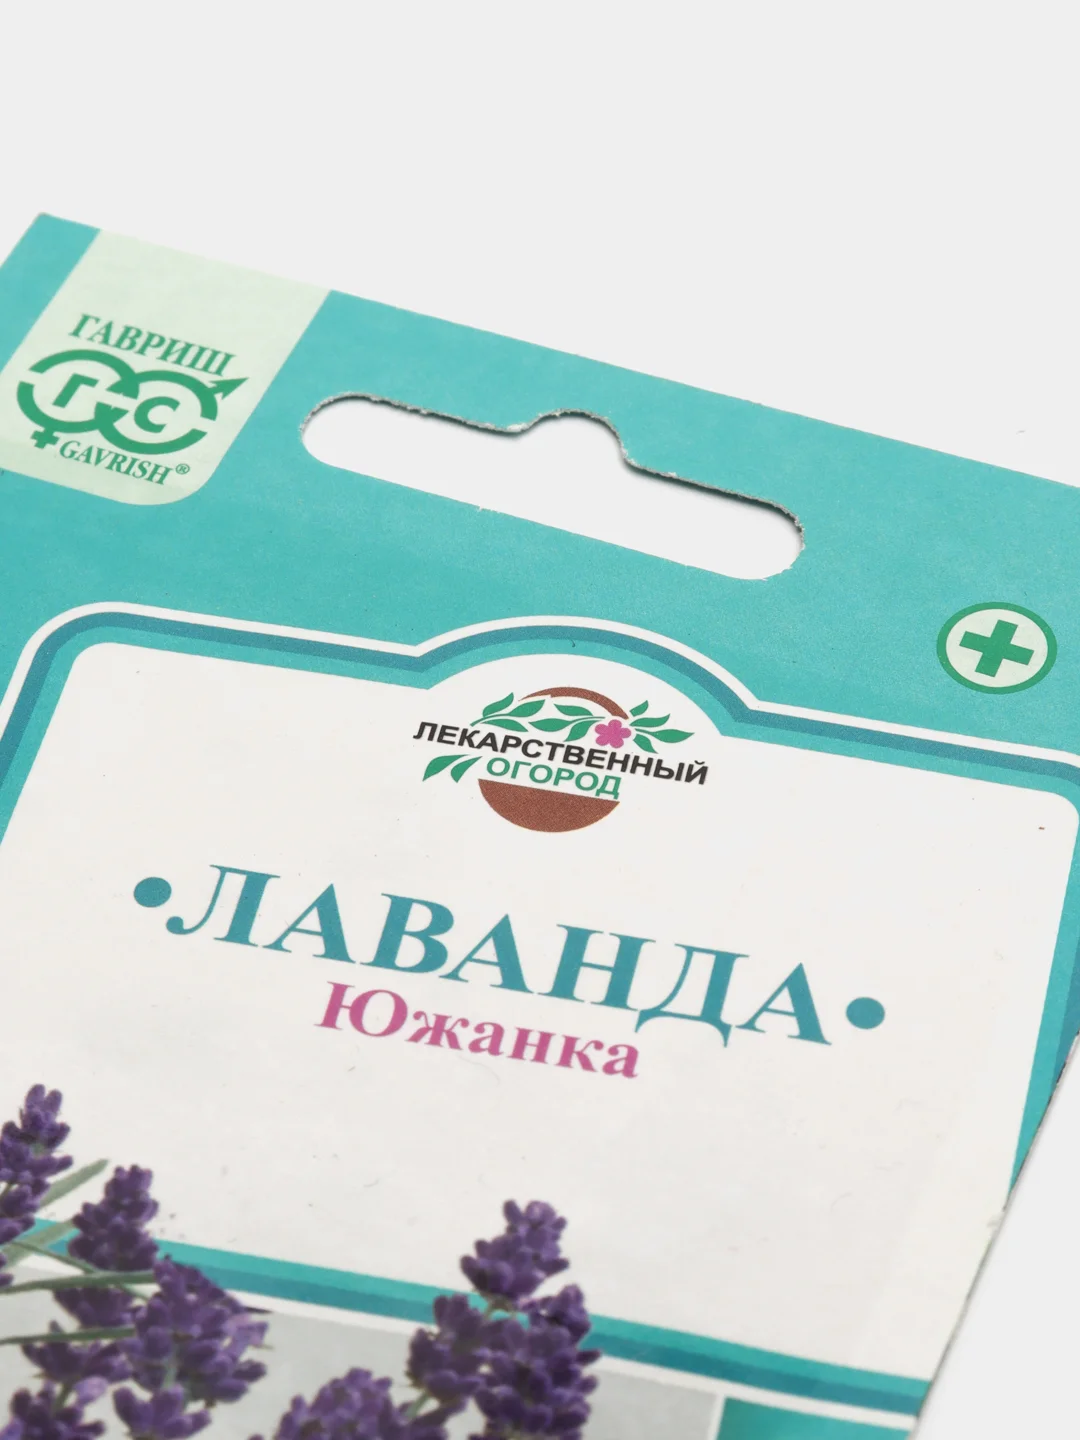 ГАВРИШ
ГС
GAVRISH®
ЛЕКАРСТВЕННЫЙ
ОГОРОД
•ЛАВАНДА•
Южанка